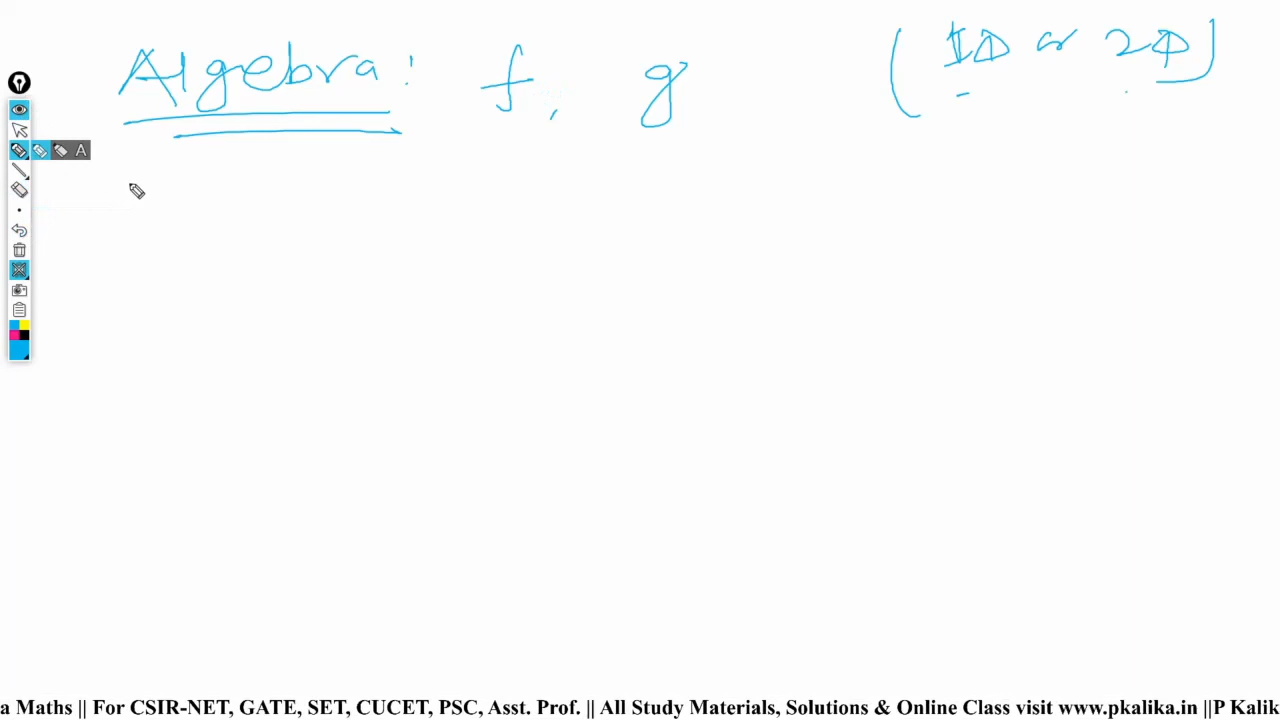 Algebra: f, g (1D or 2D)
A
a Maths || For CSIR-NET, GATE, SET, CUCET, PSC, Asst. Prof. || All Study Materials, Solutions & Online Class visit www.pkalika.in ||P Kalik